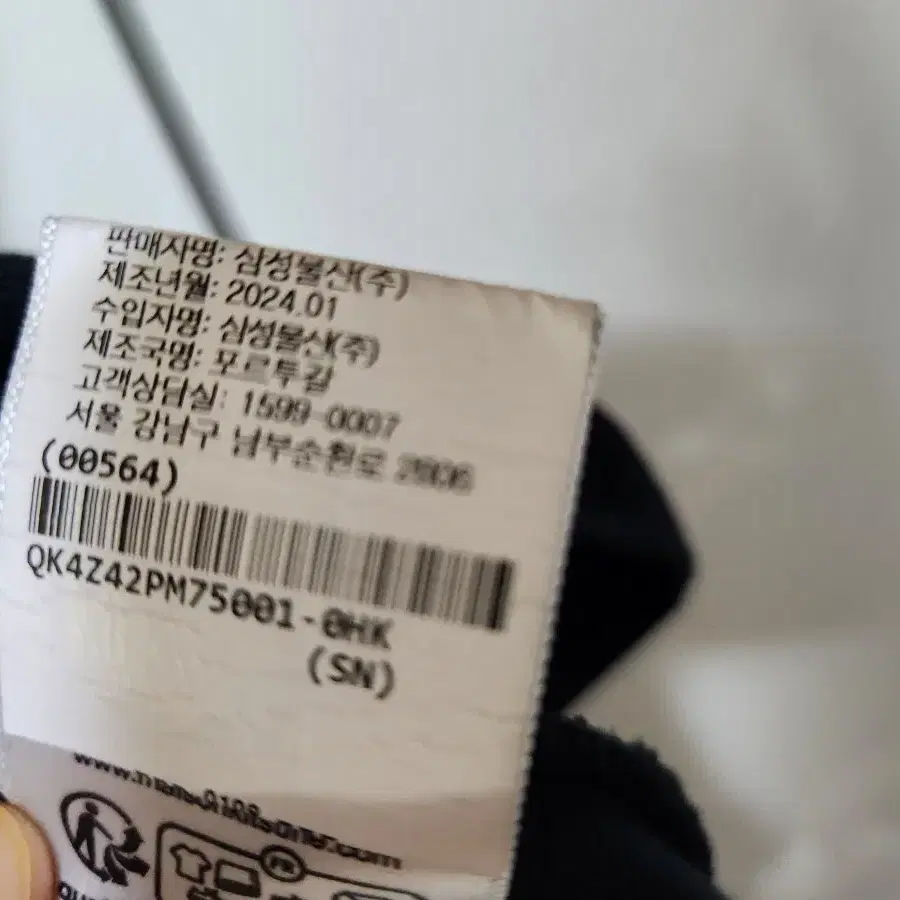 판매자명: 삼성물산(주)
제조년월: 2024.01
수입자명: 삼성물산(주)
제조국명: 포르투갈
고객상담실: 1599-0007
서울 강남구 남부순환로 2806
(00564)
QK4Z42PM75001-0HK
(SN)
FR